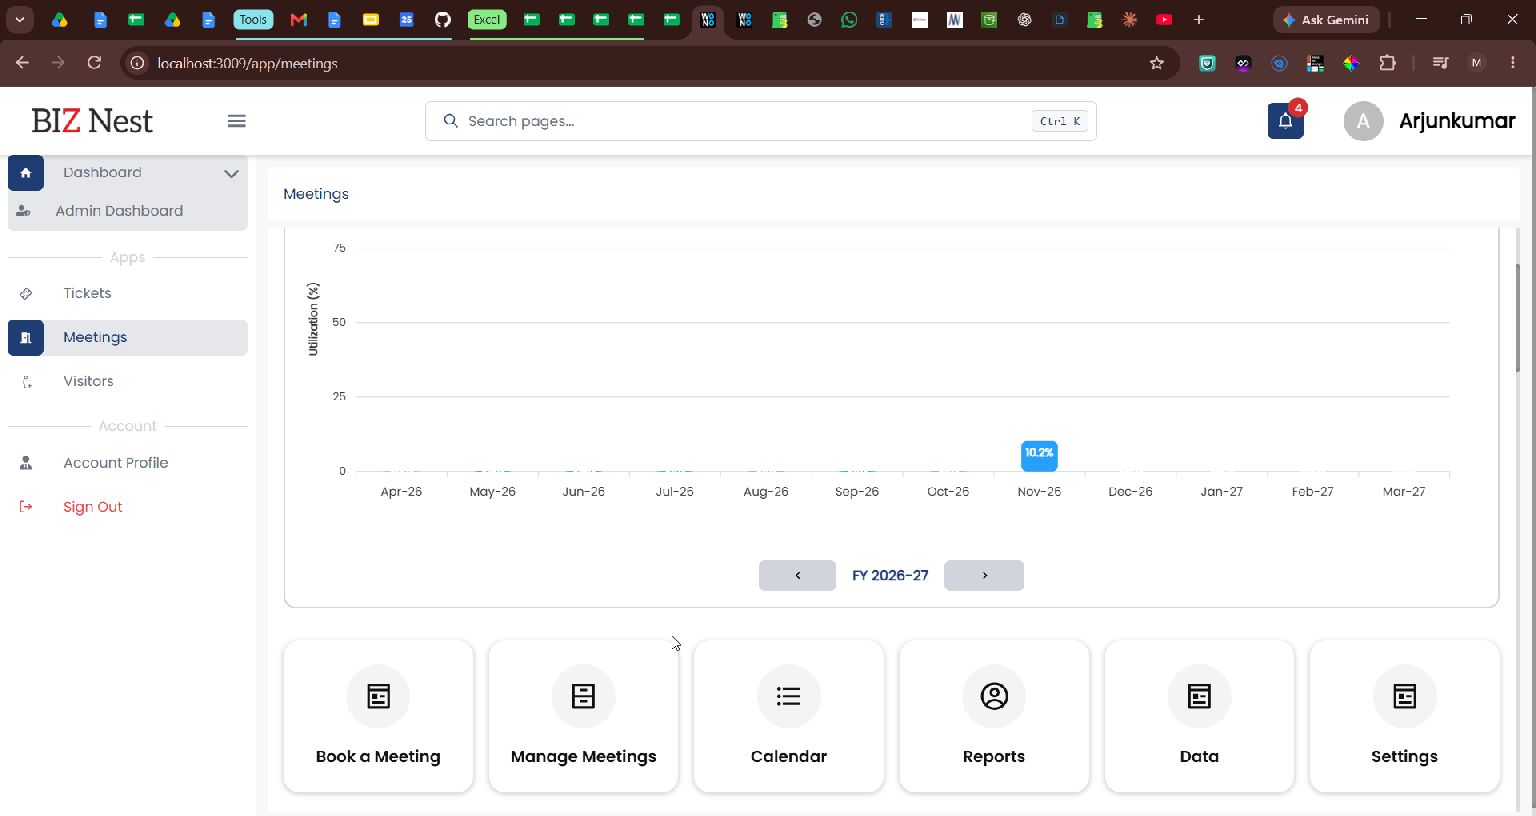 Tools
Excel
Ask Gemini
localhost:3009/app/meetings
M
BIZ Nest
Search pages...
Ctrl K
4
A
Arjunkumar
Dashboard
Admin Dashboard
Apps
Tickets
Meetings
Visitors
Account
Account Profile
Sign Out
Meetings
Utilization (%)
75
50
25
0
10.2%
Apr-26
May-26
Jun-26
Jul-26
Aug-26
Sep-26
Oct-26
Nov-26
Dec-26
Jan-27
Feb-27
Mar-27
FY 2026-27
Book a Meeting
Manage Meetings
Calendar
Reports
Data
Settings